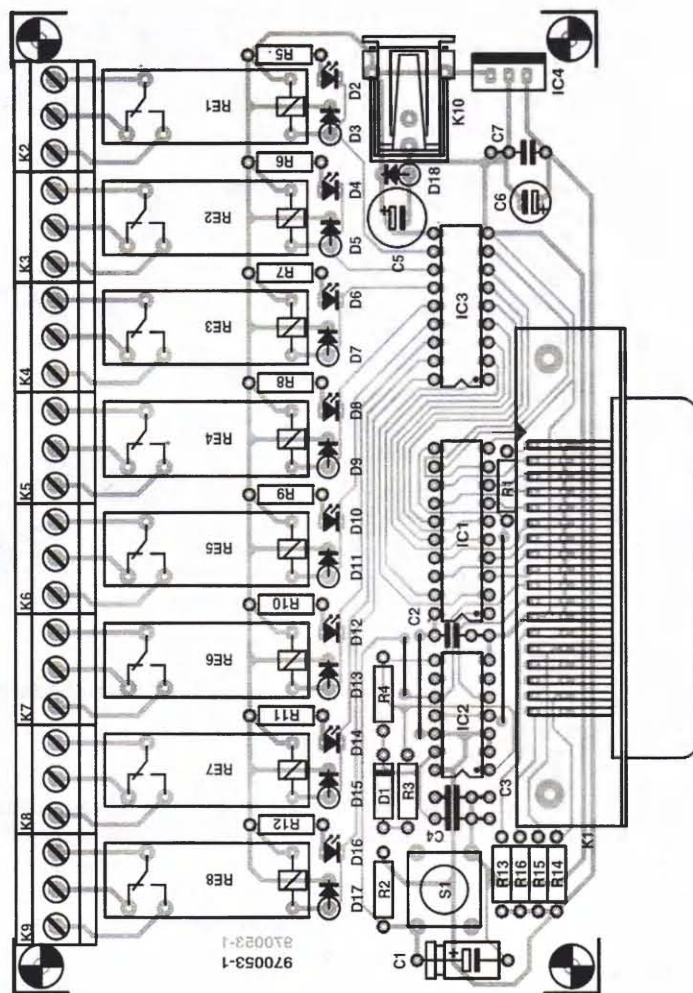 K2
K3
K4
K5
K6
K7
K8
K9
RE1
RE2
RE3
RE4
RE5
RE6
RE7
RE8
R5
R6
R7
R8
R9
R10
R11
R12
D2
D3
D4
D5
D6
D7
D8
D9
D10
D11
D12
D13
D14
D15
D16
D17
K10
IC4
C7
C6
D18
C5
IC3
IC1
R1
C2
IC2
R4
D1
R3
C4
C3
K1
R2
S1
R13
R16
R15
R14
C1
+
+
+
970053-1
970053-1